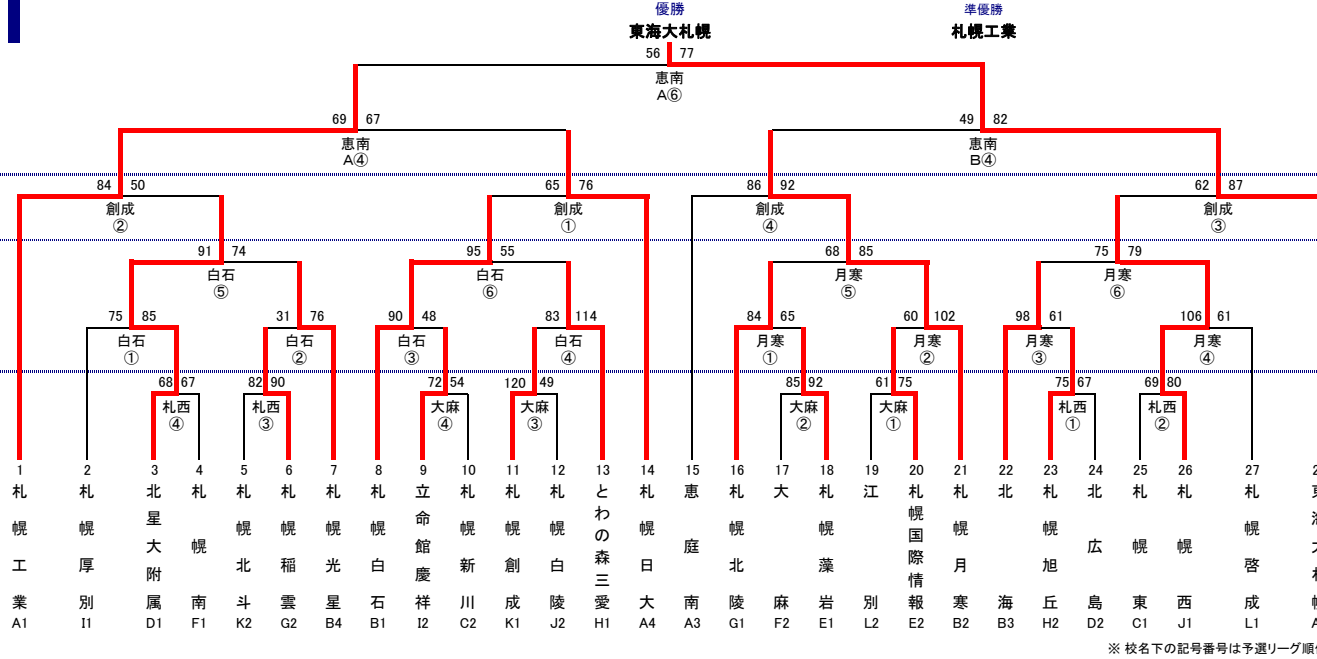 優勝 準優勝
東海大札幌 札幌工業
56 77
恵南
A⑥
69 67 49 82
恵南 恵南
A④ B④
84 50 65 76 86 92 62 87
創成 創成 創成 創成
② ① ④ ③
91 74 95 55 68 85 75 79
白石 白石 月寒 月寒
⑤ ⑥ ⑤ ⑥
75 85 31 76 90 48 83 114 84 65 60 102 98 61 106 61
白石 白石 白石 白石 月寒 月寒 月寒 月寒
① ② ③ ④ ① ② ③ ④
68 67 82 90 72 54 120 49 85 92 61 75 75 67 69 80
札西 札西 大麻 大麻 大麻 大麻 札西 札西
④ ③ ④ ③ ② ① ① ②
1 札幌工業 A1
2 札幌厚別 I1
3 北星大附属 D1
4 札幌南 F1
5 札幌北斗 K2
6 札幌稲雲 G2
7 札幌光星 B4
8 札幌白石 B1
9 立命館慶祥 I2
10 札幌新川 C2
11 札幌創成 K1
12 札幌白陵 J2
13 とわの森三愛 H1
14 札幌日大 A4
15 恵庭南 A3
16 札幌北陵 G1
17 大麻 F2
18 札幌藻岩 E1
19 江別 L2
20 札幌国際情報 E2
21 札幌月寒 B2
22 北海 B3
23 札幌旭丘 H2
24 北広島 D2
25 札幌東 C1
26 札幌西 J1
27 札幌啓成 L1
※ 校名下の記号番号は予選リーグ順